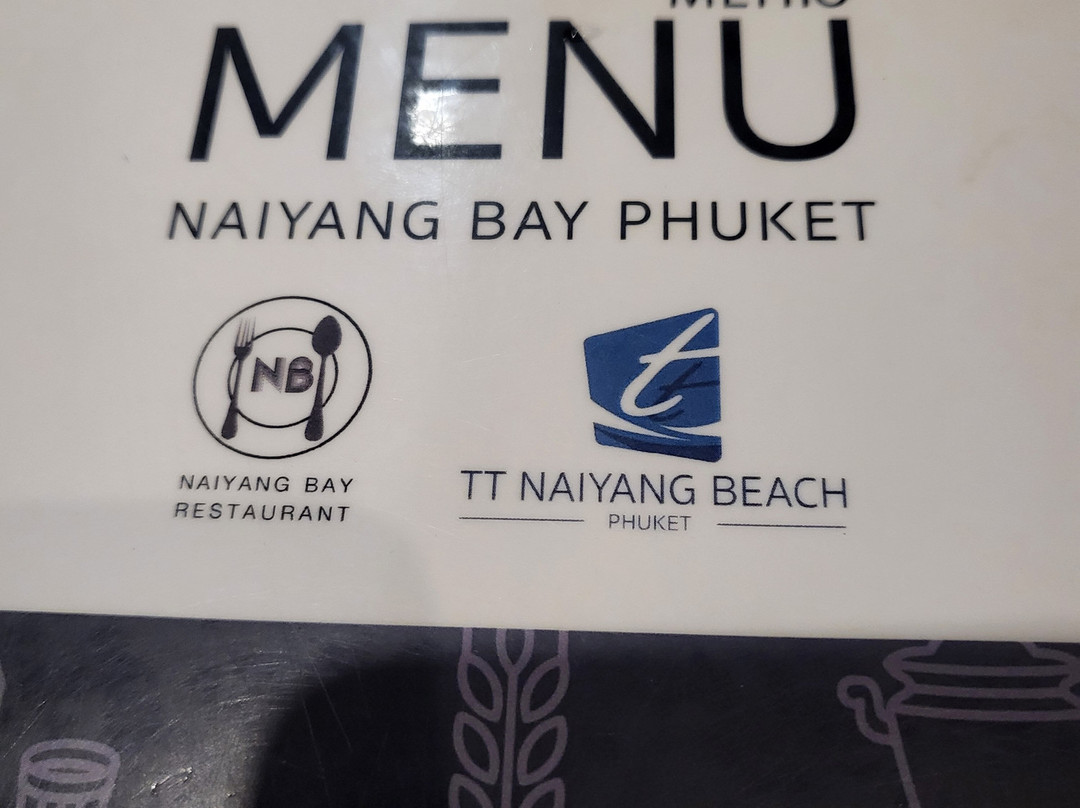 MENU
NAIYANG BAY PHUKET
NB
NAIYANG BAY
RESTAURANT
t
t
TT NAIYANG BEACH
PHUKET